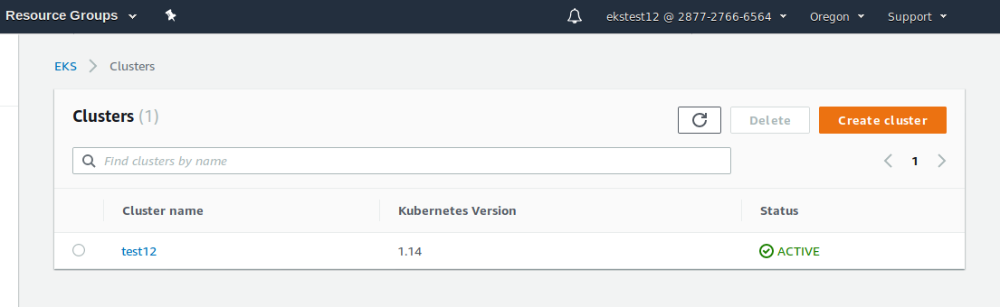 Resource Groups ekstest12 @ 2877-2766-6564 Oregon Support
EKS Clusters
Clusters (1)
Delete Create cluster
Find clusters by name 1
Cluster name Kubernetes Version Status
test12 1.14 ACTIVE